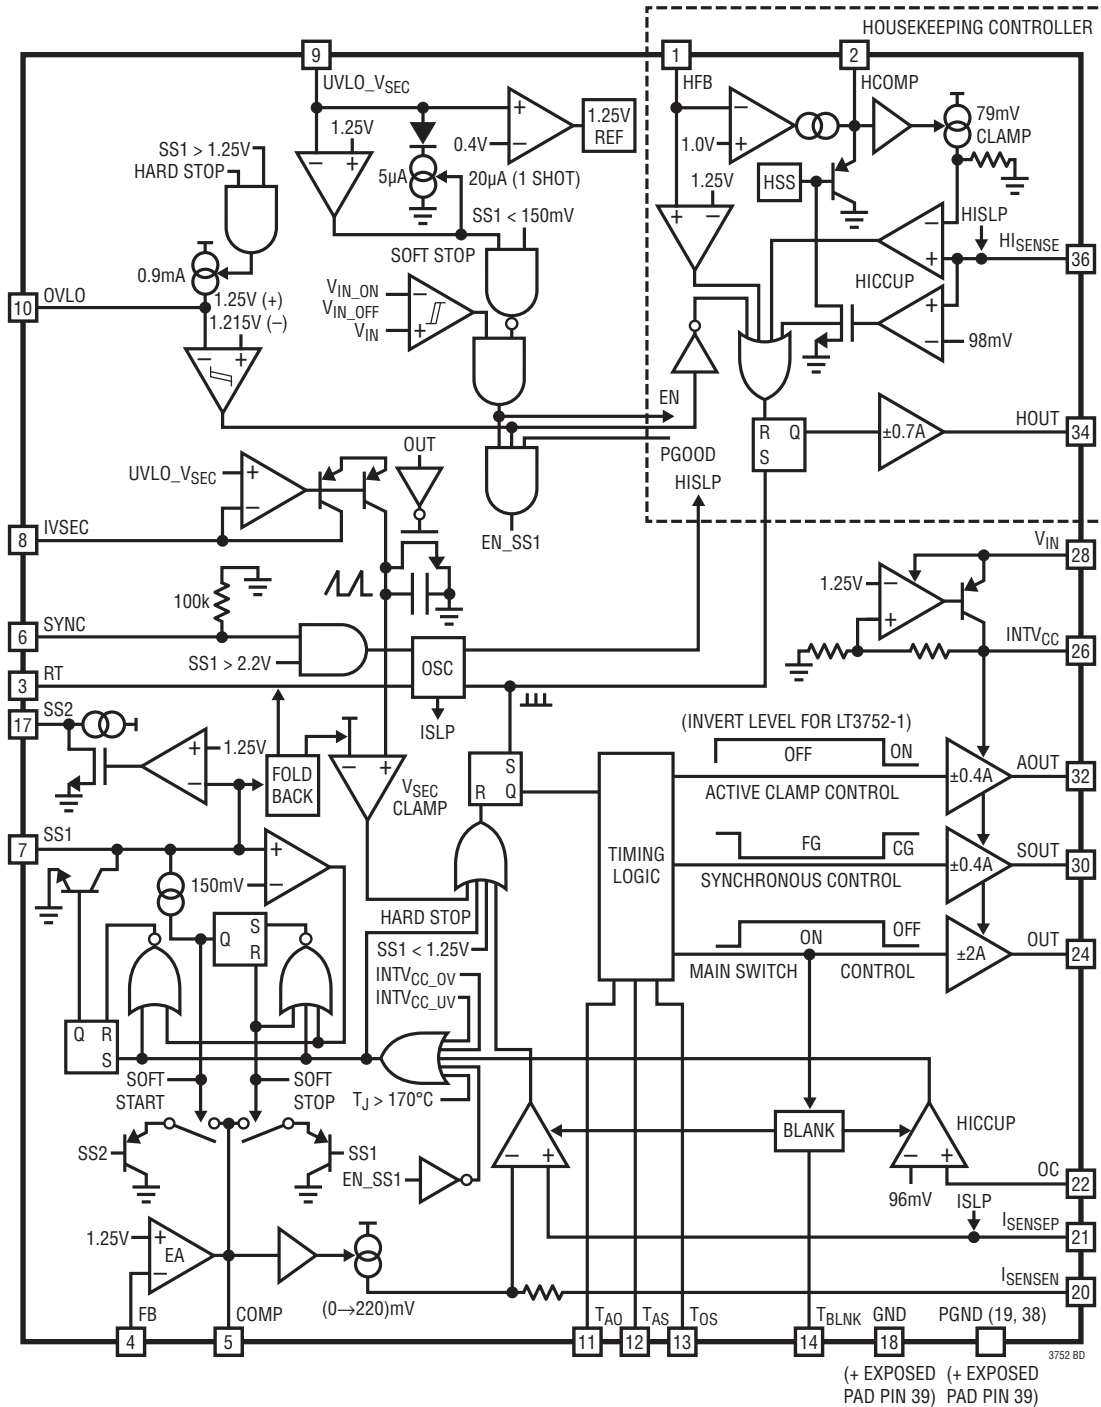 HOUSEKEEPING CONTROLLER
9
1
2
UVLO_VSEC
HFB
HCOMP
1.25V
+
−
0.4V
−
+
1.25V
REF
−
+
1.0V
79mV
CLAMP
SS1 > 1.25V
HARD STOP
5µA
20µA (1 SHOT)
HSS
1.25V
+
−
SS1 < 150mV
SOFT STOP
HISLP
−
+
HISENSE
36
0.9mA
HICCUP
10
OVLO
1.25V (+)
1.215V (−)
VIN_ON
VIN_OFF
VIN
−
+
+
−
98mV
−
+
EN
HOUT
34
R
Q
S
±0.7A
OUT
PGOOD
HISLP
UVLO_VSEC
+
−
8
IVSEC
EN_SS1
VIN
28
1.25V
−
+
100k
6
SYNC
INTVCC
26
SS1 > 2.2V
OSC
3
RT
ISLP
17
SS2
(INVERT LEVEL FOR LT3752-1)
+
1.25V
−
FOLD
BACK
−
+
VSEC
CLAMP
S
R
Q
OFF
ON
±0.4A
AOUT
32
ACTIVE CLAMP CONTROL
7
SS1
+
150mV
−
TIMING
LOGIC
FG
CG
±0.4A
SOUT
30
SYNCHRONOUS CONTROL
HARD STOP
Q
S
R
SS1 < 1.25V
ON
OFF
±2A
OUT
24
MAIN SWITCH
CONTROL
INTVCC_OV
INTVCC_UV
Q
R
S
SOFT
START
SOFT
STOP
TJ > 170°C
SS2
SS1
EN_SS1
−
+
BLANK
HICCUP
−
+
96mV
OC
22
ISLP
ISENSEP
21
1.25V
+
EA
−
ISENSEN
20
(0→220)mV
FB
COMP
TAO
TAS
TOS
TBLNK
GND
PGND (19, 38)
4
5
11
12
13
14
18
3752 BD
(+ EXPOSED
PAD PIN 39)
(+ EXPOSED
PAD PIN 39)